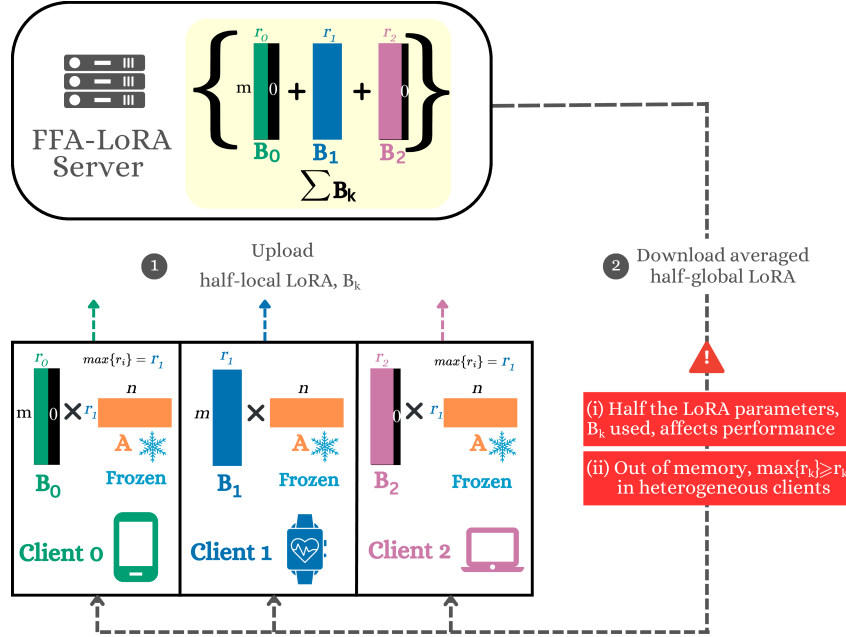 r₀
r₁
r₂
{ m 0 + + 0 }
B₀
B₁
B₂
∑Bₖ
FFA-LoRA
Server
1
Upload
half-local LoRA, Bₖ
2
Download averaged
half-global LoRA
!
(i) Half the LoRA parameters,
Bₖ used, affects performance
(ii) Out of memory, max{rₖ}⩾rₖ
in heterogeneous clients
r₀
max{rᵢ} = r₁
n
m 0 × r₁
A
Frozen
B₀
Client 0
r₁
n
m ×
A
Frozen
B₁
Client 1
r₂
max{rᵢ} = r₁
n
0 × r₁
A
Frozen
B₂
Client 2